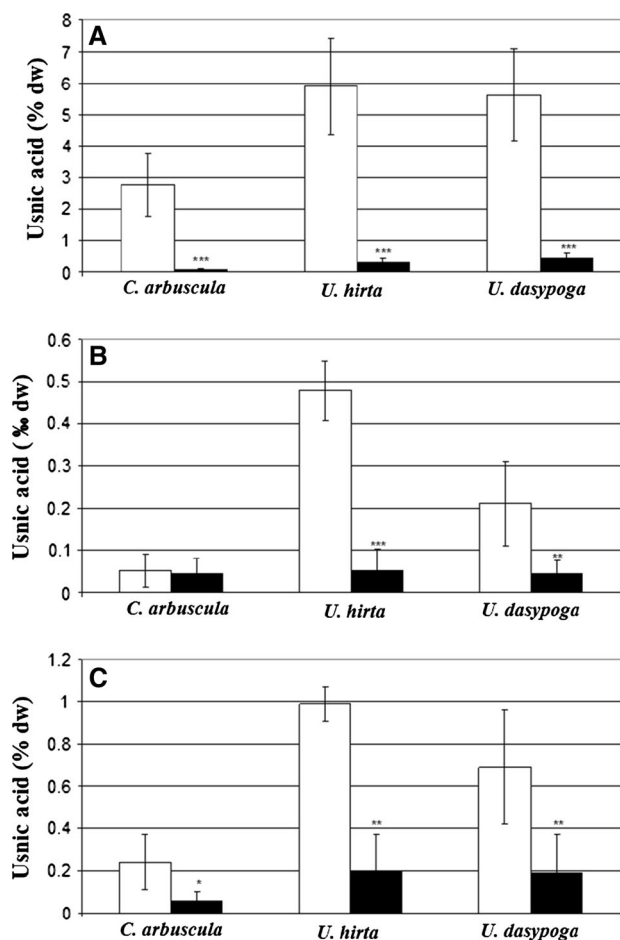 A
Usnic acid (% dw)
8
7
6
5
4
3
2
1
0
***
***
***
C. arbuscula
U. hirta
U. dasypoga
B
Usnic acid (‰ dw)
0.6
0.5
0.4
0.3
0.2
0.1
0
***
**
C. arbuscula
U. hirta
U. dasypoga
C
Usnic acid (% dw)
1.2
1
0.8
0.6
0.4
0.2
0
*
**
**
C. arbuscula
U. hirta
U. dasypoga